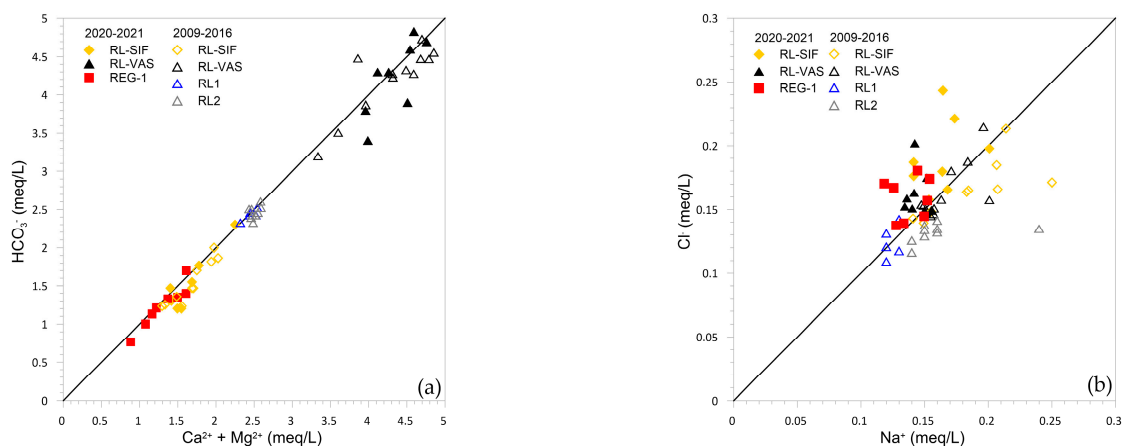 2020-2021 2009-2016
RL-SIF RL-SIF
RL-VAS RL-VAS
REG-1 RL1
RL2
5
4.5
4
3.5
3
2.5
2
1.5
1
0.5
0
HCO₃⁻ (meq/L)
0 0.5 1 1.5 2 2.5 3 3.5 4 4.5 5
Ca²⁺ + Mg²⁺ (meq/L)
(a)
2020-2021 2009-2016
RL-SIF RL-SIF
RL-VAS RL-VAS
REG-1 RL1
RL2
0.3
0.25
0.2
0.15
0.1
0.05
0
Cl⁻ (meq/L)
0 0.05 0.1 0.15 0.2 0.25 0.3
Na⁺ (meq/L)
(b)